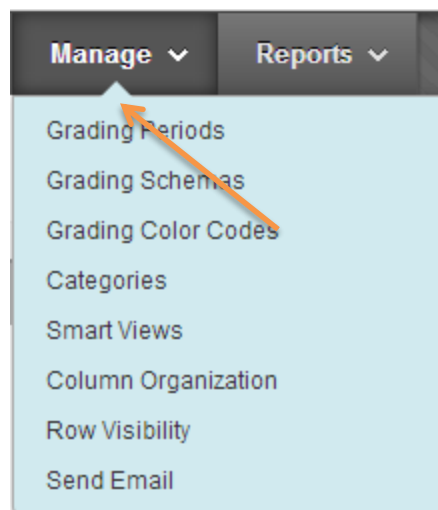 Manage Reports
Grading Periods
Grading Schemas
Grading Color Codes
Categories
Smart Views
Column Organization
Row Visibility
Send Email